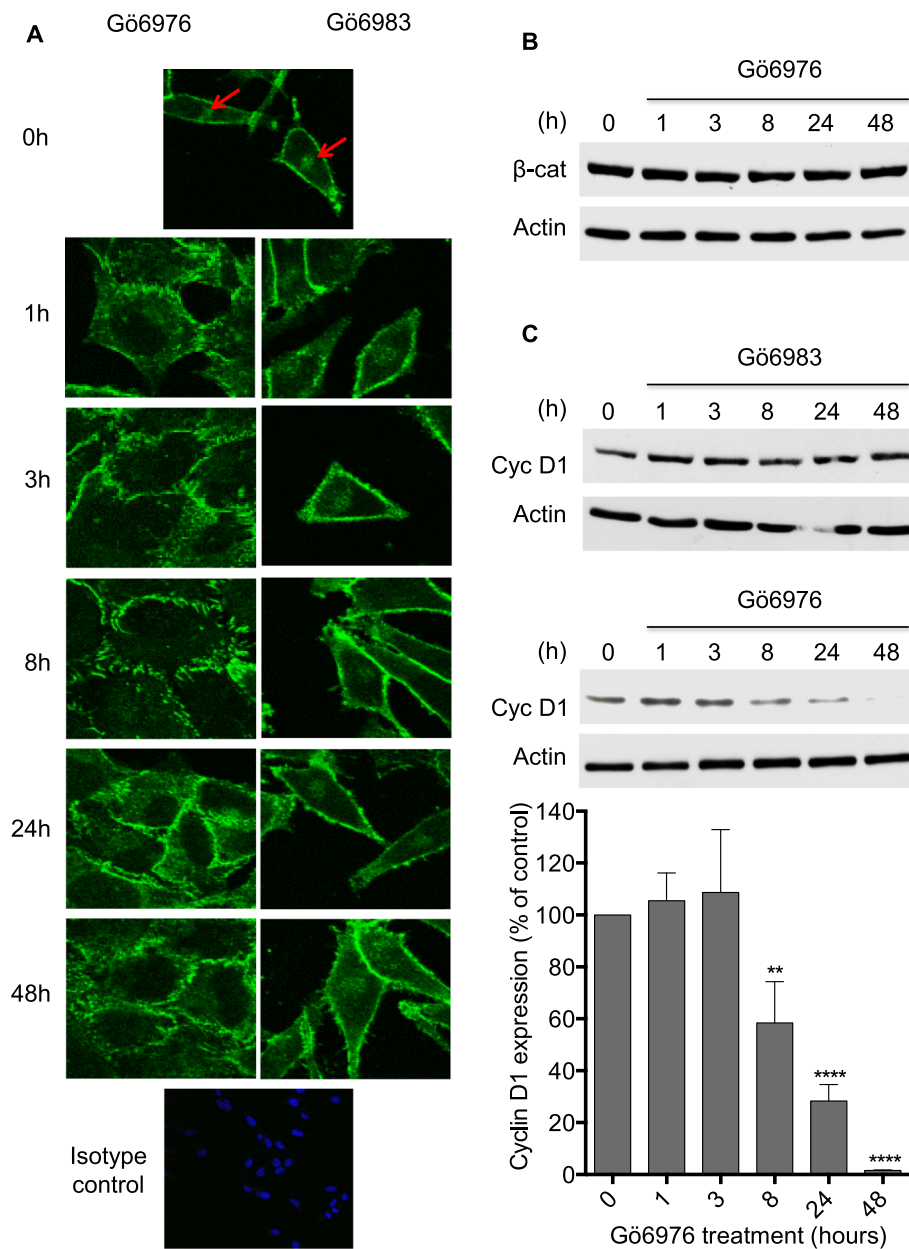 A
Gö6976 Gö6983
0h
1h
3h
8h
24h
48h
Isotype
control
B
Gö6976
(h) 0 1 3 8 24 48
β-cat
Actin
C
Gö6983
(h) 0 1 3 8 24 48
Cyc D1
Actin
Gö6976
(h) 0 1 3 8 24 48
Cyc D1
Actin
Cyclin D1 expression (% of control)
140
120
100
80
60
40
20
0
**
****
****
0 1 3 8 24 48
Gö6976 treatment (hours)